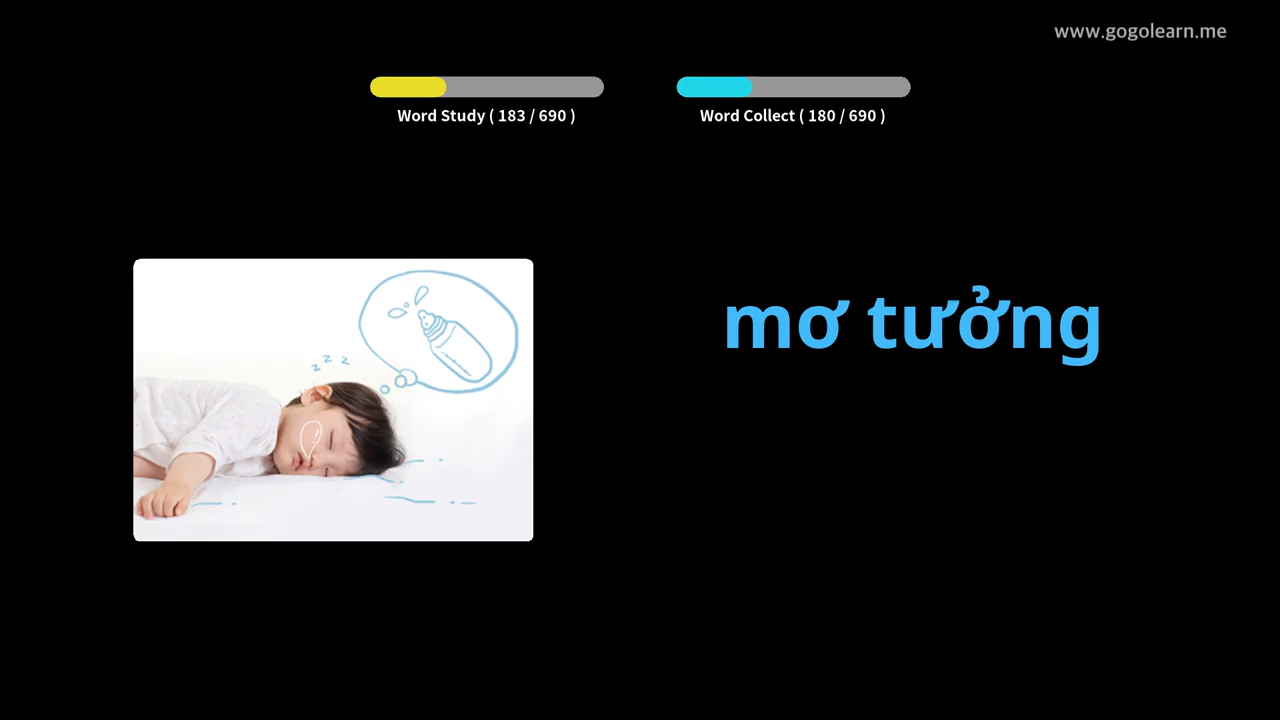 www.gogolearn.me
Word Study ( 183 / 690 )
Word Collect ( 180 / 690 )
mơ tưởng
z z z